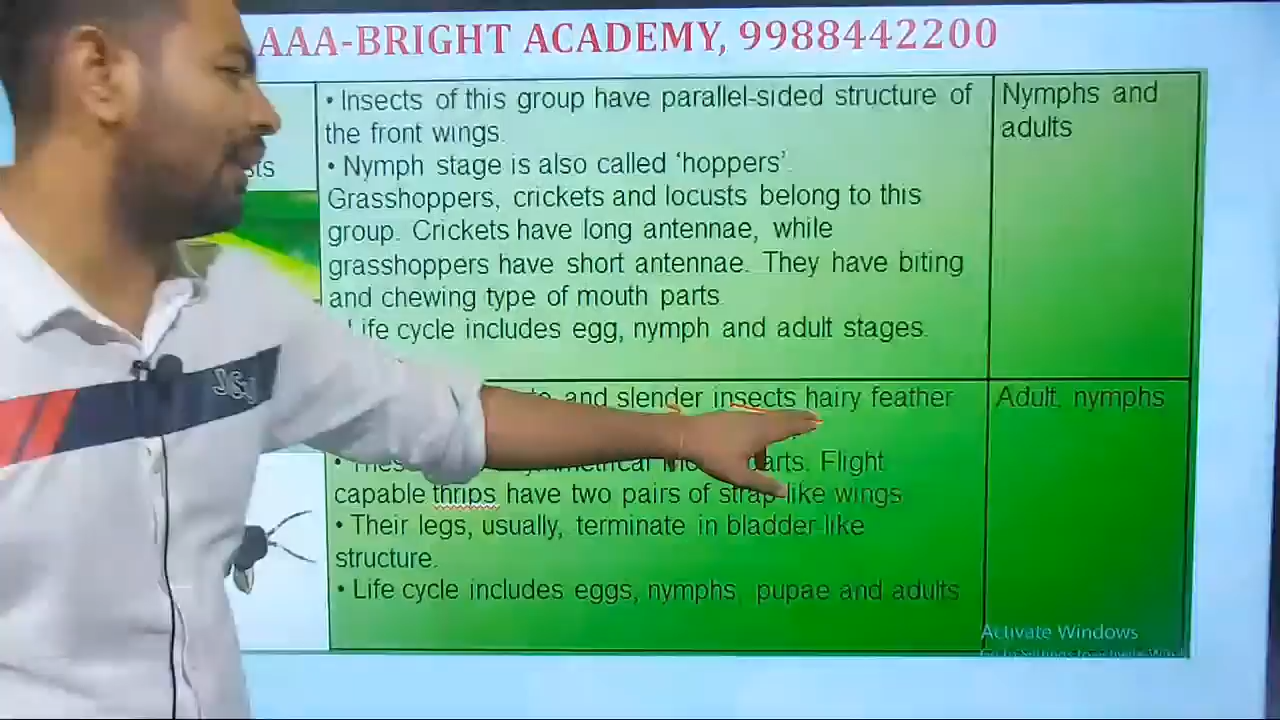 AAA-BRIGHT ACADEMY, 9988442200
• Insects of this group have parallel-sided structure of
the front wings.
• Nymph stage is also called ‘hoppers’.
Grasshoppers, crickets and locusts belong to this
group. Crickets have long antennae, while
grasshoppers have short antennae. They have biting
and chewing type of mouth parts.
Life cycle includes egg, nymph and adult stages.
Nymphs and
adults
and slender insects hairy feather
parts. Flight
capable thrips have two pairs of strap-like wings
• Their legs, usually, terminate in bladder like
structure.
• Life cycle includes eggs, nymphs, pupae and adults
Adult, nymphs
Activate Windows
J&J